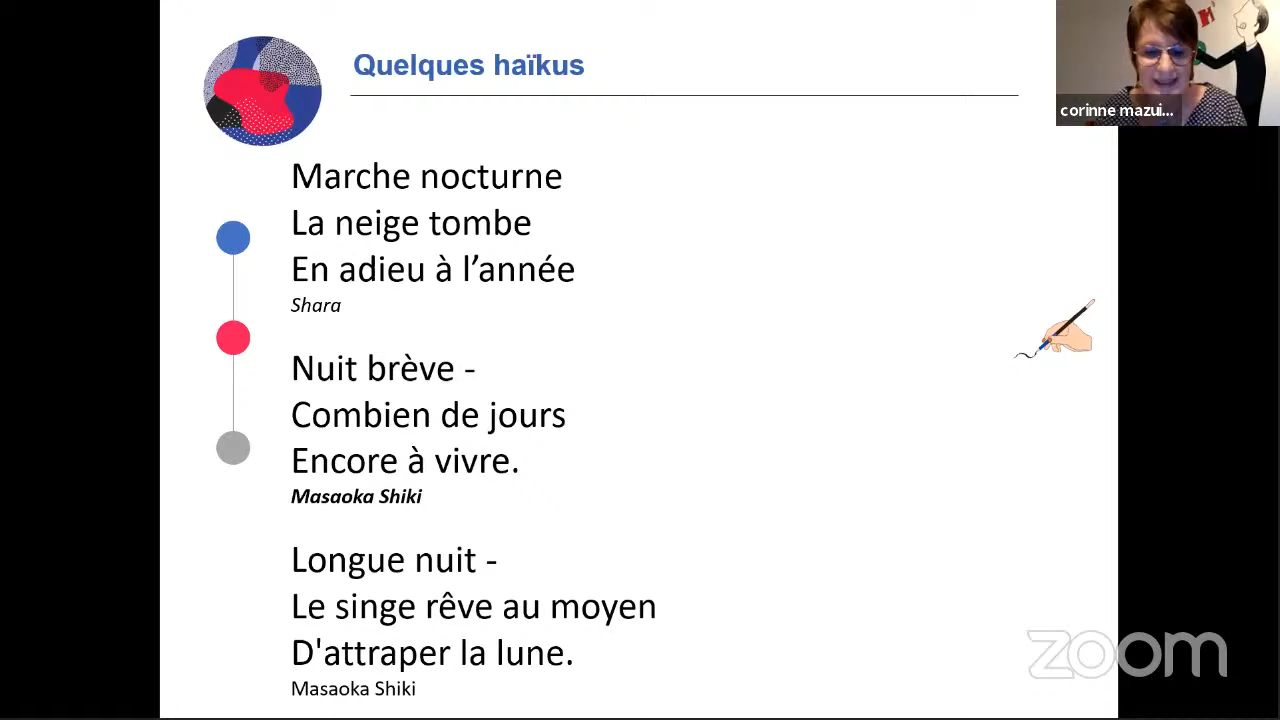 Quelques haïkus
corinne mazui...
Marche nocturne
La neige tombe
En adieu à l’année
Shara
Nuit brève -
Combien de jours
Encore à vivre.
Masaoka Shiki
Longue nuit -
Le singe rêve au moyen
D'attraper la lune.
Masaoka Shiki
zoom